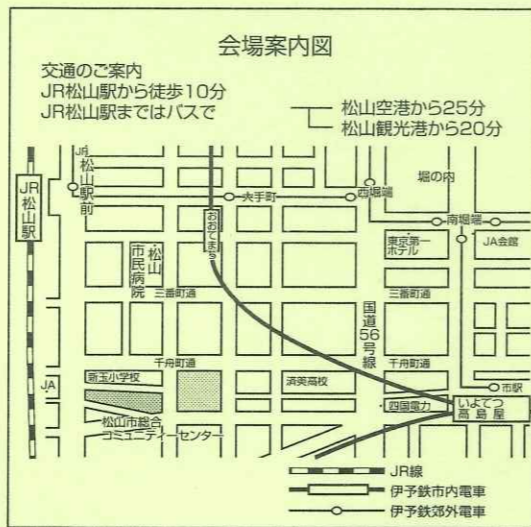 会場案内図
交通のご案内
JR松山駅から徒歩10分
JR松山駅まではバスで
松山空港から25分
松山観光港から20分
JR松山駅
JR松山駅前
大手町
西堀端
堀の内
南堀端
おおてまち
松山市民病院
東京第一ホテル
JA会館
三番町通
三番町通
国道56号線
千舟町通
千舟町通
JA
新玉小学校
済美高校
市駅
四国電力
いよてつ
高島屋
松山市総合
コミュニティーセンター
JR線
伊予鉄市内電車
伊予鉄郊外電車